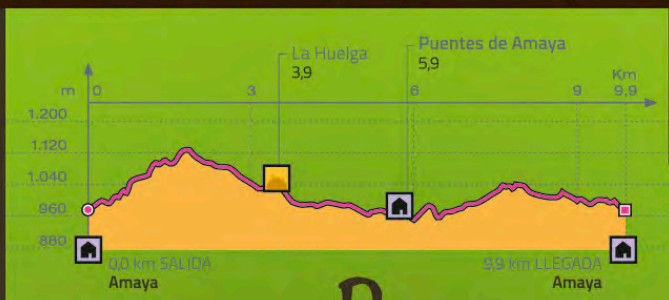 La Huelga
3,9
Puentes de Amaya
5,9
Km
m 0 3 6 9 9,9
1.200
1.120
1.040
960
880
0,0 km SALIDA
Amaya
9,9 km LLEGADA
Amaya